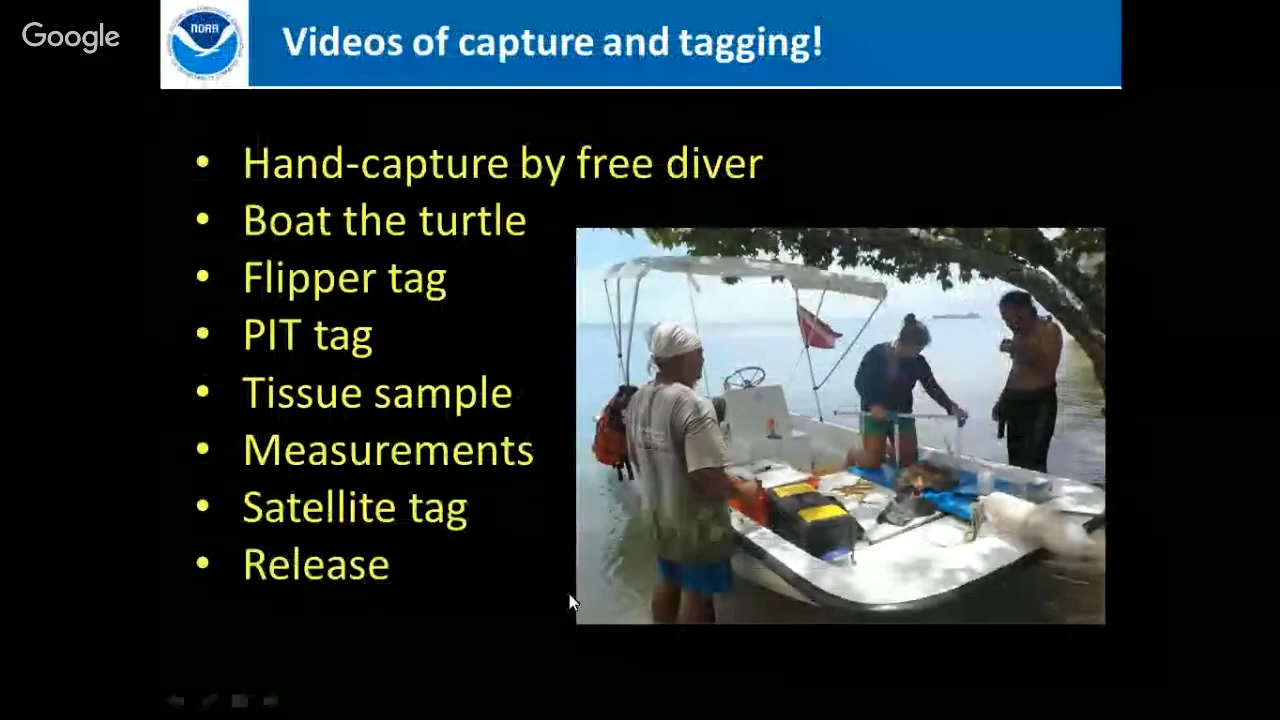 Google
NOAA
Videos of capture and tagging!
• Hand-capture by free diver
• Boat the turtle
• Flipper tag
• PIT tag
• Tissue sample
• Measurements
• Satellite tag
• Release